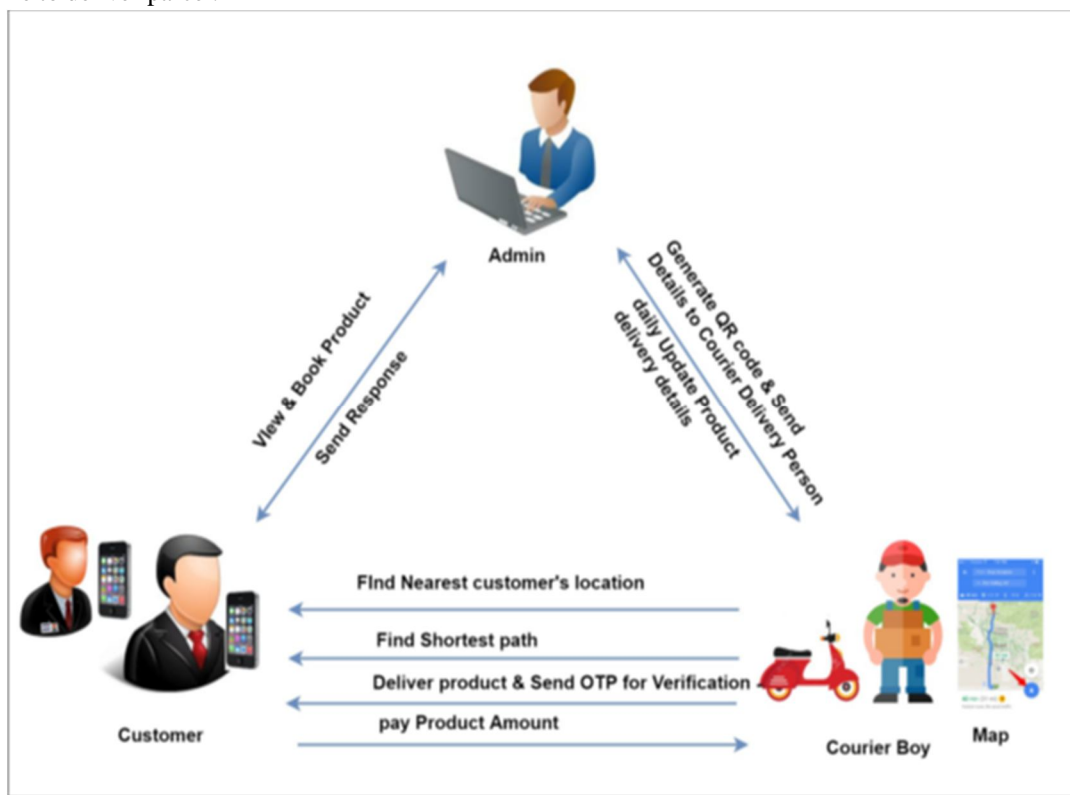 Admin
View & Book Product
Send Response
Generate QR code & Send
Details to Courier Delivery Person
daily Update Product
delivery details
FInd Nearest customer's location
Find Shortest path
Deliver product & Send OTP for Verification
pay Product Amount
Customer
Courier Boy
Map